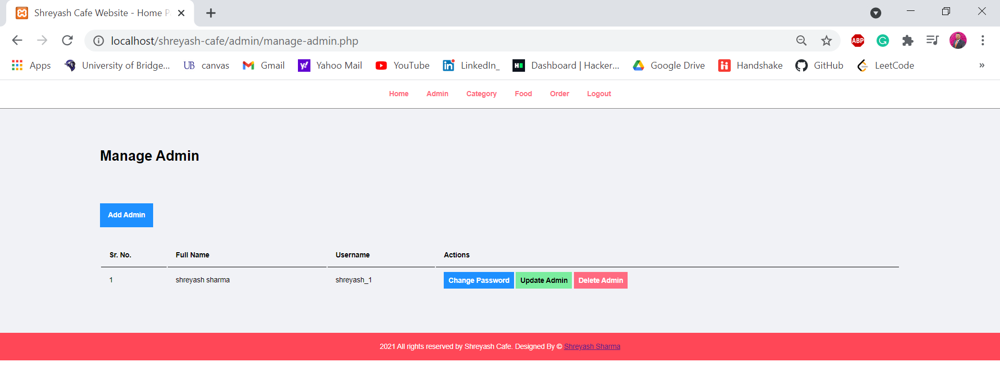 Shreyash Cafe Website - Home P
localhost/shreyash-cafe/admin/manage-admin.php
ABP
Apps University of Bridge... UB canvas Gmail Yahoo Mail YouTube LinkedIn_ Dashboard | Hacker... Google Drive Handshake GitHub LeetCode »
Home Admin Category Food Order Logout
Manage Admin
Add Admin
Sr. No. Full Name Username Actions
1 shreyash sharma shreyash_1 Change Password Update Admin Delete Admin
2021 All rights reserved by Shreyash Cafe. Designed By © Shreyash Sharma